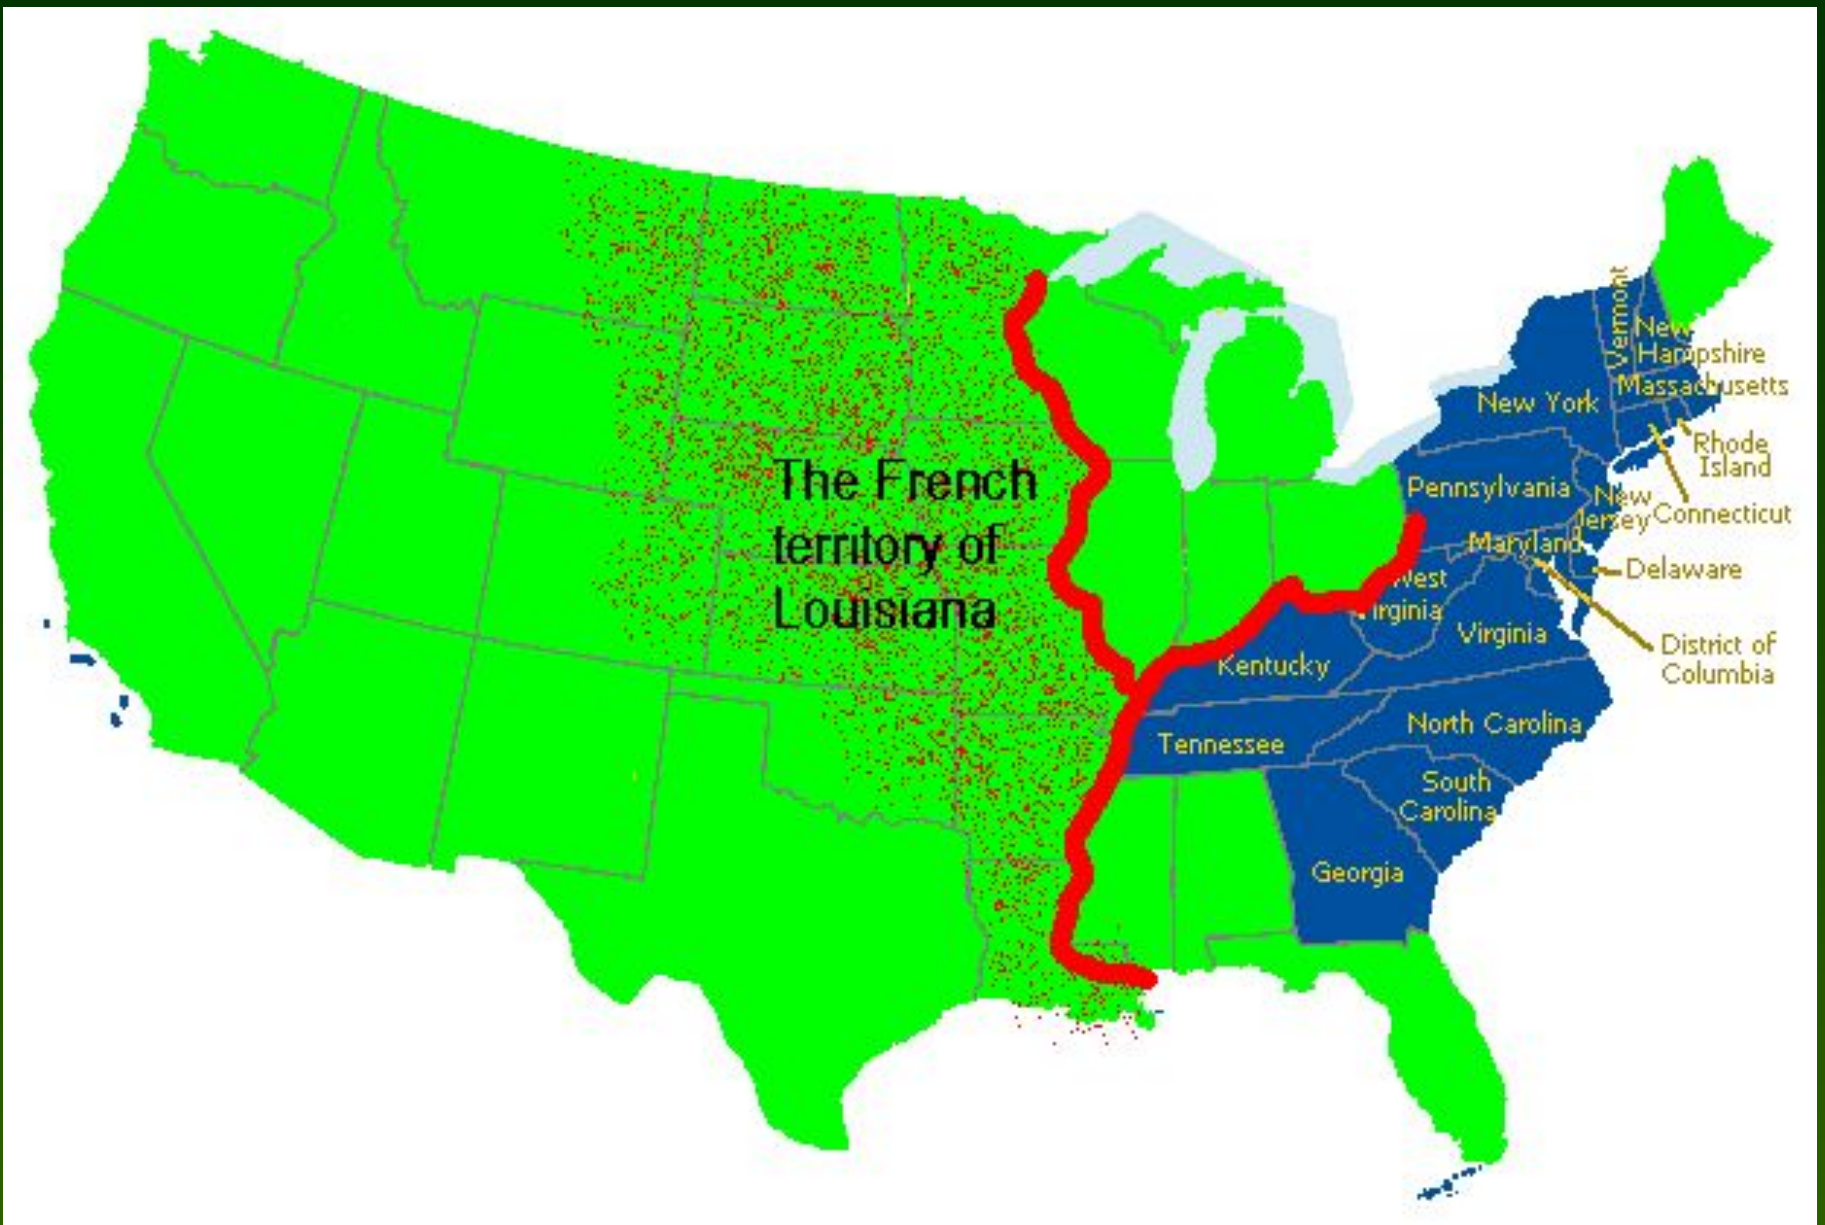 The French
territory of
Louisiana
Vermont
New
Hampshire
Massachusetts
New York
Rhode
Island
Pennsylvania
New
Jersey
Connecticut
Maryland
Delaware
West
Virginia
Virginia
District of
Columbia
Kentucky
North Carolina
Tennessee
South
Carolina
Georgia